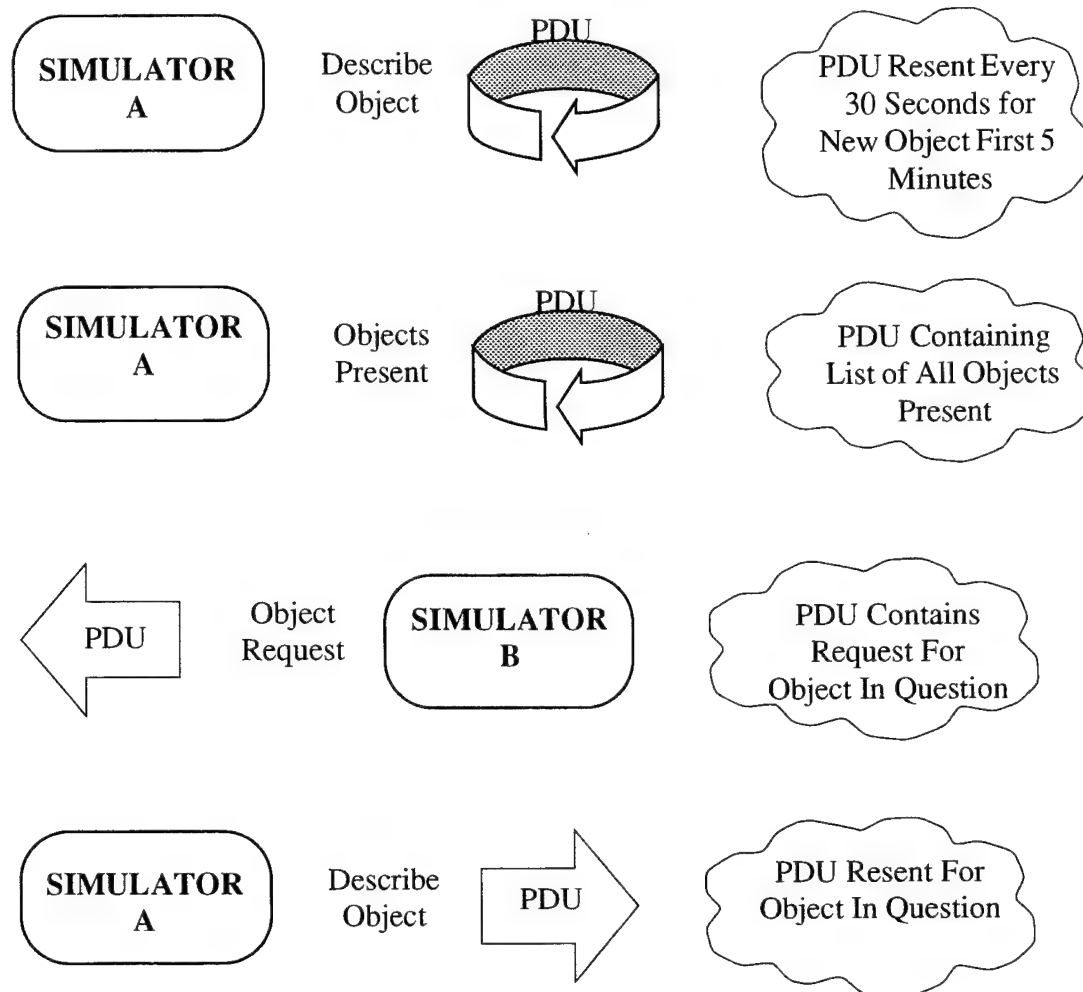 SIMULATOR
A
Describe
Object
PDU
PDU Resent Every
30 Seconds for
New Object First 5
Minutes
SIMULATOR
A
Objects
Present
PDU
PDU Containing
List of All Objects
Present
PDU
Object
Request
SIMULATOR
B
PDU Contains
Request For
Object In Question
SIMULATOR
A
Describe
Object
PDU
PDU Resent For
Object In Question